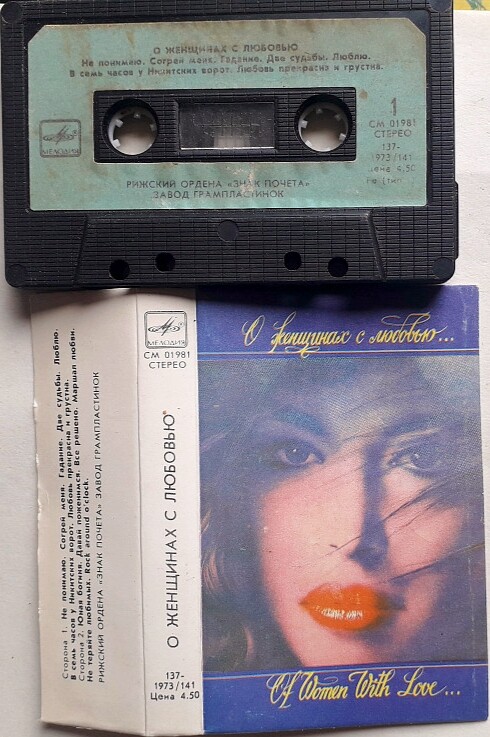 О ЖЕНЩИНАХ С ЛЮБОВЬЮ
Не понимаю. Согрей меня. Гадание. Две судьбы. Люблю.
В семь часов у Никитских ворот. Любовь прекрасна и грустна.
МЕЛОДИЯ
1
СМ 01981
СТЕРЕО
137-
1973/141
Цена 4.50
РИЖСКИЙ ОРДЕНА «ЗНАК ПОЧЕТА»
ЗАВОД ГРАМПЛАСТИНОК
Сторона 1. Не понимаю. Согрей меня. Гадание. Две судьбы. Люблю.
В семь часов у Никитских ворот. Любовь прекрасна и грустна.
Сторона 2. Юная богиня. Давай поженимся. Все решено. Маршал любви.
Не теряйте любимых. Rock around o'clock.
РИЖСКИЙ ОРДЕНА «ЗНАК ПОЧЕТА» ЗАВОД ГРАМПЛАСТИНОК
МЕЛОДИЯ
СМ 01981
СТЕРЕО
О ЖЕНЩИНАХ С ЛЮБОВЬЮ
137-
1973/141
Цена 4.50
О женщинах с любовью...
Of Women With Love...